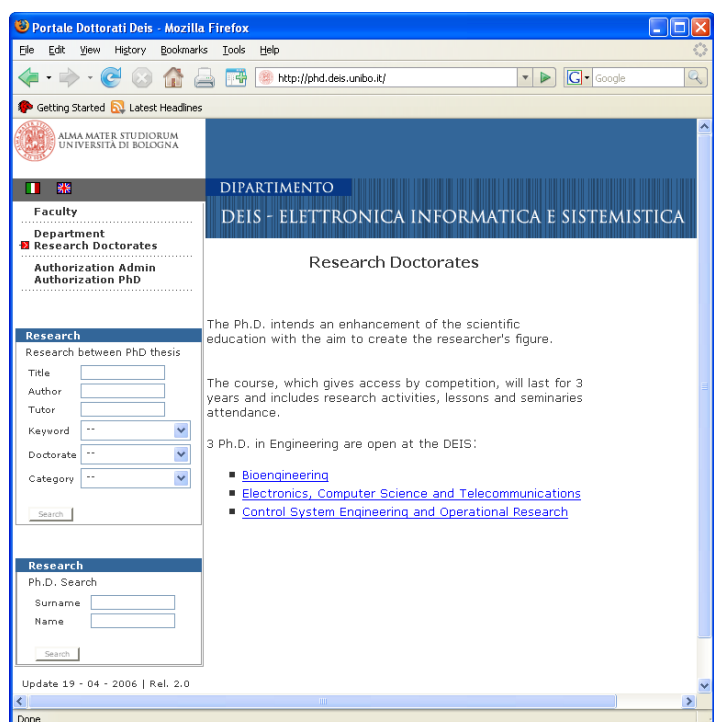 Portale Dottorati Deis - Mozilla Firefox
File Edit View History Bookmarks Tools Help
http://phd.deis.unibo.it/
G Google
Getting Started Latest Headlines
ALMA MATER STUDIORUM
UNIVERSITÀ DI BOLOGNA
DIPARTIMENTO
DEIS - ELETTRONICA INFORMATICA E SISTEMISTICA
Faculty
Department
Research Doctorates
Authorization Admin
Authorization PhD
Research
Research between PhD thesis
Title
Author
Tutor
Keyword --
Doctorate --
Category --
Search
Research
Ph.D. Search
Surname
Name
Search
Update 19 - 04 - 2006 | Rel. 2.0
Research Doctorates
The Ph.D. intends an enhancement of the scientific
education with the aim to create the researcher's figure.
The course, which gives access by competition, will last for 3
years and includes research activities, lessons and seminaries
attendance.
3 Ph.D. in Engineering are open at the DEIS:
Bioengineering
Electronics, Computer Science and Telecommunications
Control System Engineering and Operational Research
Done